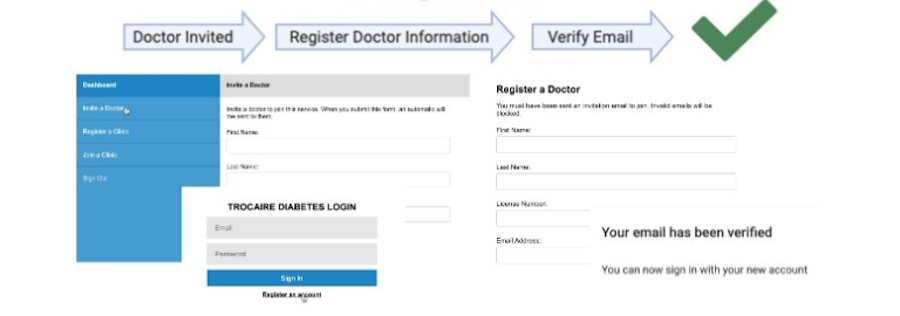 Doctor Invited
Register Doctor Information
Verify Email
Dashboard
Invite a Doctor
Register a Clinic
Join a Clinic
Sign Out
Invite a Doctor
Invite a doctor to join this service. When you submit this form, an automatic will
me sent to them.
First Name:
Last Name:
TROCAIRE DIABETES LOGIN
Email
Password
Sign In
Register an account
Register a Doctor
You must have been sent an invitation email to join. Invalid emails will be
blocked.
First Name:
Last Name:
License Number:
Email Address:
Your email has been verified
You can now sign in with your new account